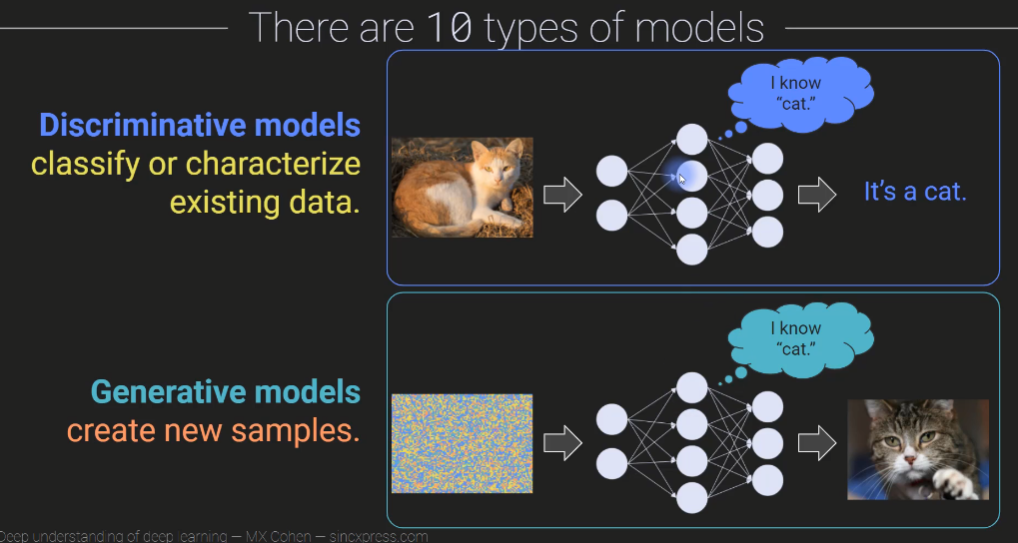 There are 10 types of models
Discriminative models
classify or characterize
existing data.
I know
“cat.”
It's a cat.
Generative models
create new samples.
I know
“cat.”
Deep understanding of deep learning — MX Cohen — sincxpress.com